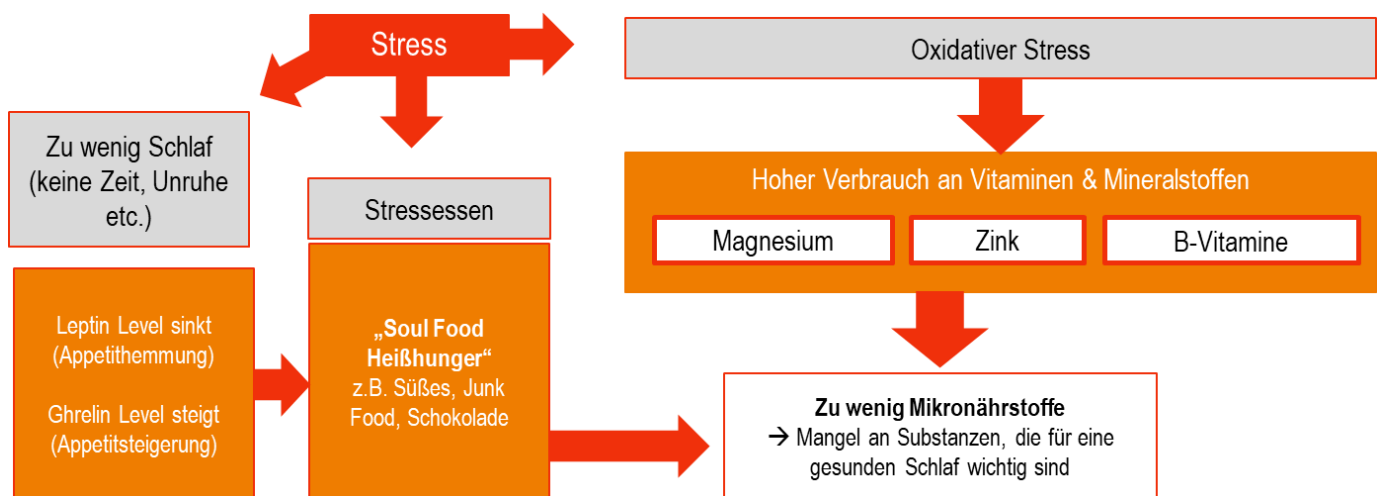 Stress
Oxidativer Stress
Zu wenig Schlaf
(keine Zeit, Unruhe
etc.)
Stressessen
Hoher Verbrauch an Vitaminen & Mineralstoffen
Magnesium
Zink
B-Vitamine
Leptin Level sinkt
(Appetithemmung)
Ghrelin Level steigt
(Appetitsteigerung)
„Soul Food
Heißhunger“
z.B. Süßes, Junk
Food, Schokolade
Zu wenig Mikronährstoffe
→ Mangel an Substanzen, die für eine
gesunden Schlaf wichtig sind